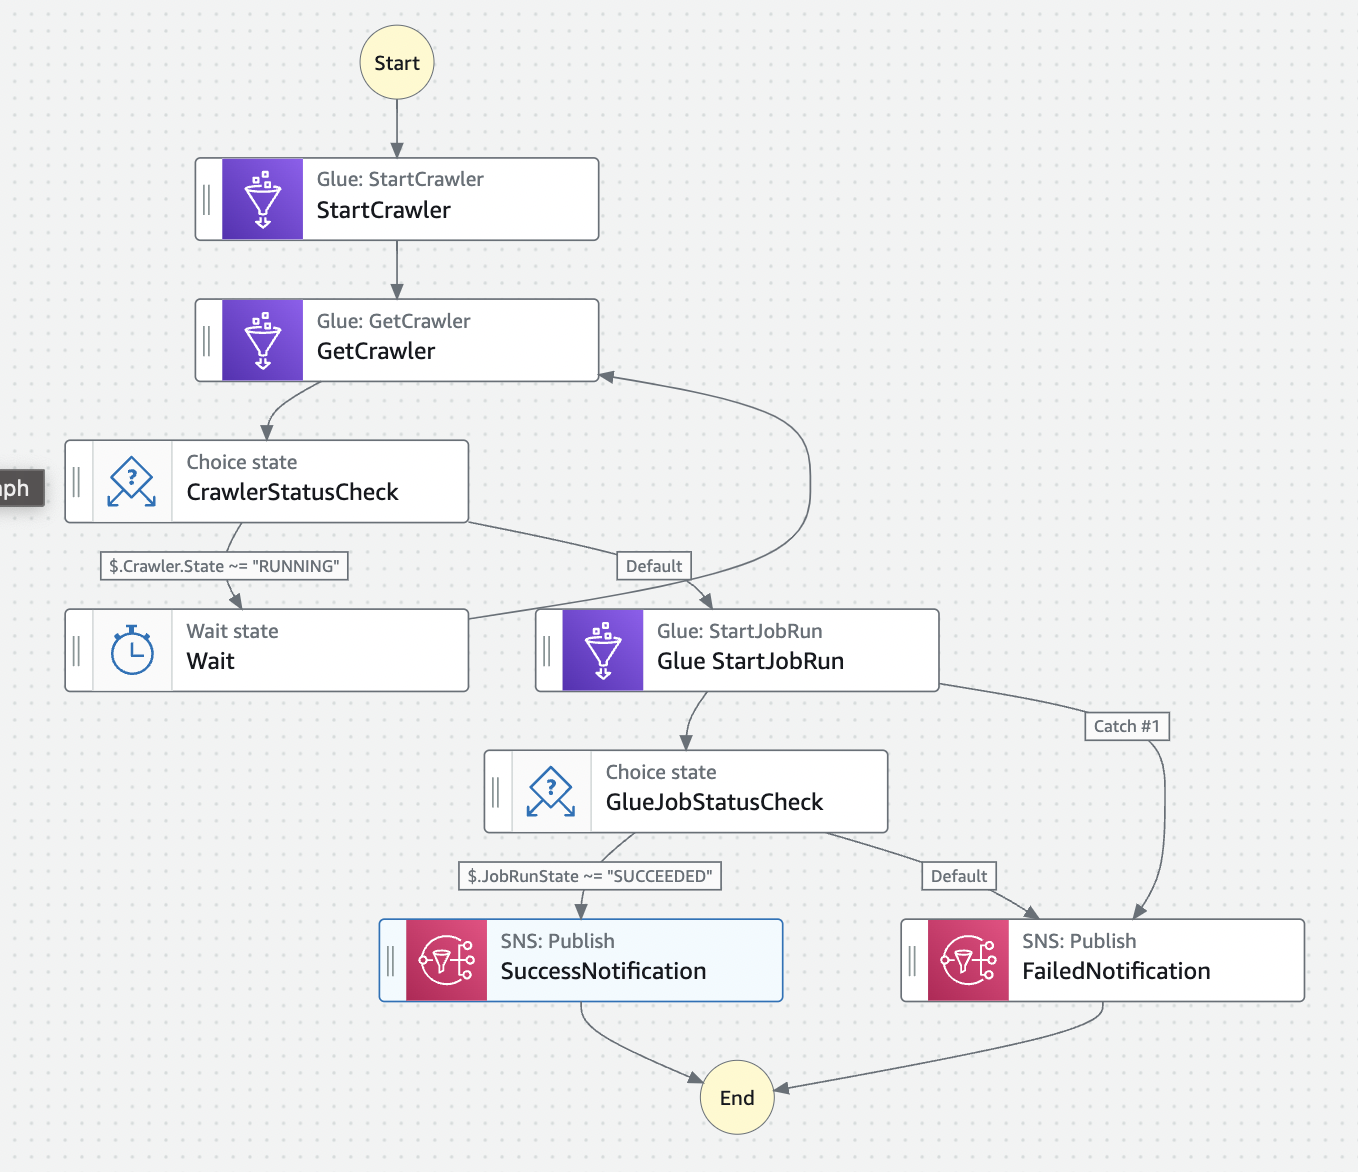 Start
Glue: StartCrawler
StartCrawler
Glue: GetCrawler
GetCrawler
Choice state
CrawlerStatusCheck
$.Crawler.State ~= "RUNNING"
Default
Wait state
Wait
Glue: StartJobRun
Glue StartJobRun
Catch #1
Choice state
GlueJobStatusCheck
$.JobRunState ~= "SUCCEEDED"
Default
SNS: Publish
SuccessNotification
SNS: Publish
FailedNotification
End